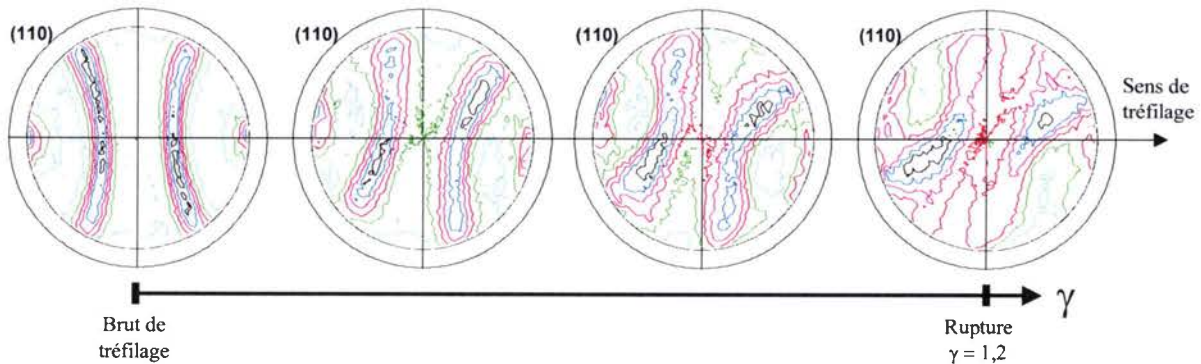 (110)
(110)
(110)
(110)
Sens de
tréfilage
γ
Brut de
tréfilage
Rupture
γ = 1,2